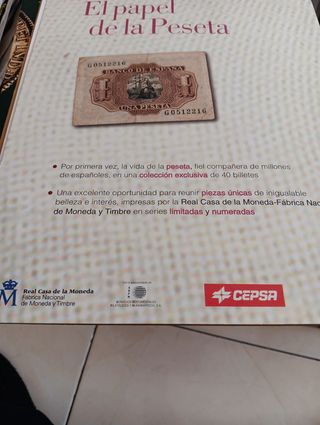 El papel
de la Peseta
G0512216
BANCO DE ESPAÑA
1
1
UNA PESETA
G0512216
● Por primera vez, la vida de la peseta, fiel compañera de millones
de españoles, en una colección exclusiva de 40 billetes
● Una excelente oportunidad para reunir piezas únicas de inigualable
belleza e interés, impresas por la Real Casa de la Moneda-Fábrica Nac
de Moneda y Timbre en series limitadas y numeradas
Real Casa de la Moneda
Fábrica Nacional
de Moneda y Timbre
CEPSA